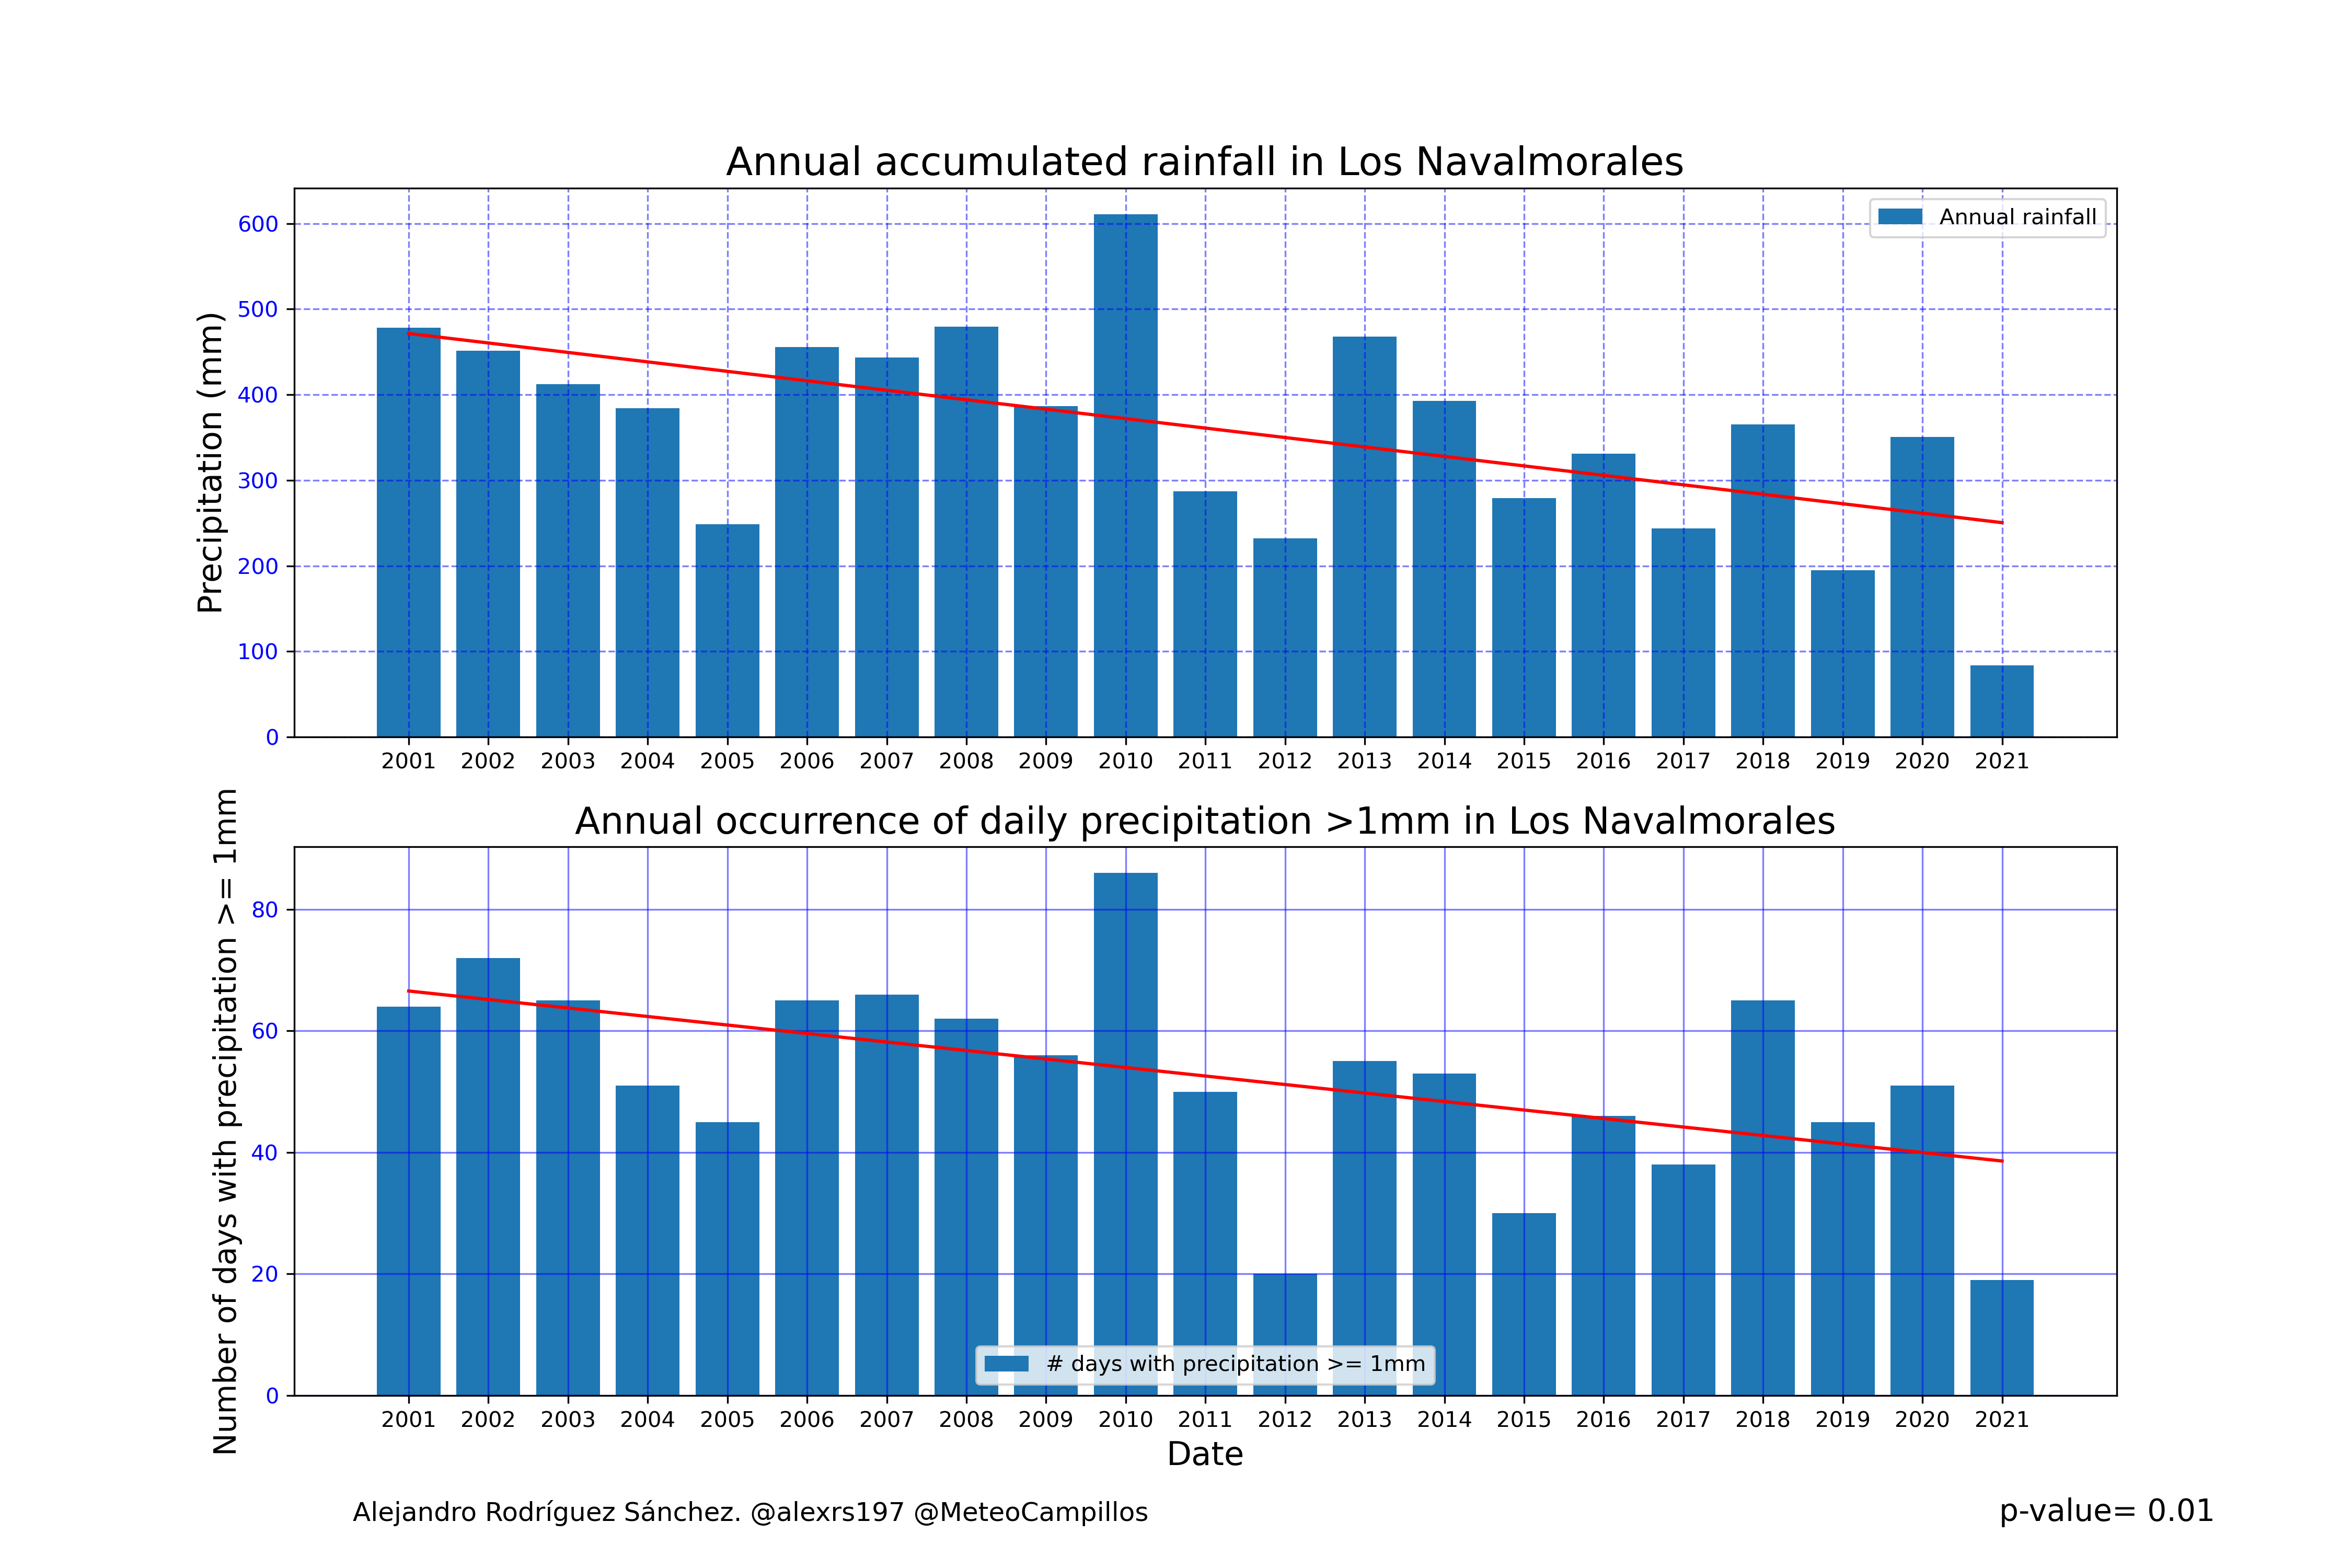 Annual accumulated rainfall in Los Navalmorales
Precipitation (mm)
600
500
400
300
200
100
0
Annual rainfall
2001 2002 2003 2004 2005 2006 2007 2008 2009 2010 2011 2012 2013 2014 2015 2016 2017 2018 2019 2020 2021
Annual occurrence of daily precipitation >1mm in Los Navalmorales
Number of days with precipitation >= 1mm
80
60
40
20
0
# days with precipitation >= 1mm
2001 2002 2003 2004 2005 2006 2007 2008 2009 2010 2011 2012 2013 2014 2015 2016 2017 2018 2019 2020 2021
Date
Alejandro Rodríguez Sánchez. @alexrs197 @MeteoCampillos
p-value= 0.01